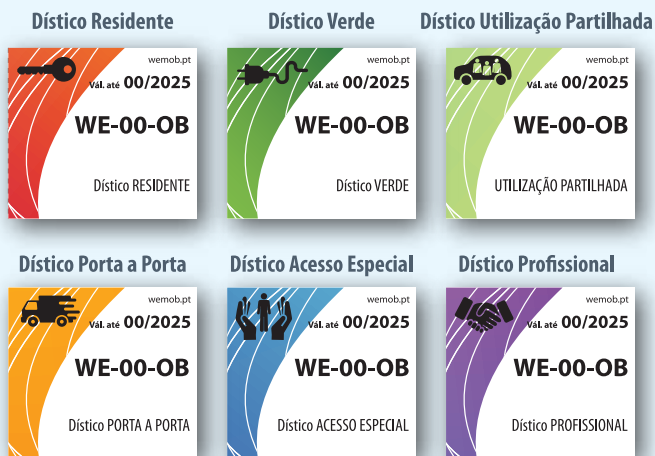 Dístico Residente
wemob.pt
Vál. até 00/2025
WE-00-OB
Dístico RESIDENTE
Dístico Verde
wemob.pt
Vál. até 00/2025
WE-00-OB
Dístico VERDE
Dístico Utilização Partilhada
wemob.pt
Vál. até 00/2025
WE-00-OB
UTILIZAÇÃO PARTILHADA
Dístico Porta a Porta
wemob.pt
Vál. até 00/2025
WE-00-OB
Dístico PORTA A PORTA
Dístico Acesso Especial
wemob.pt
Vál. até 00/2025
WE-00-OB
Dístico ACESSO ESPECIAL
Dístico Profissional
wemob.pt
Vál. até 00/2025
WE-00-OB
Dístico PROFISSIONAL